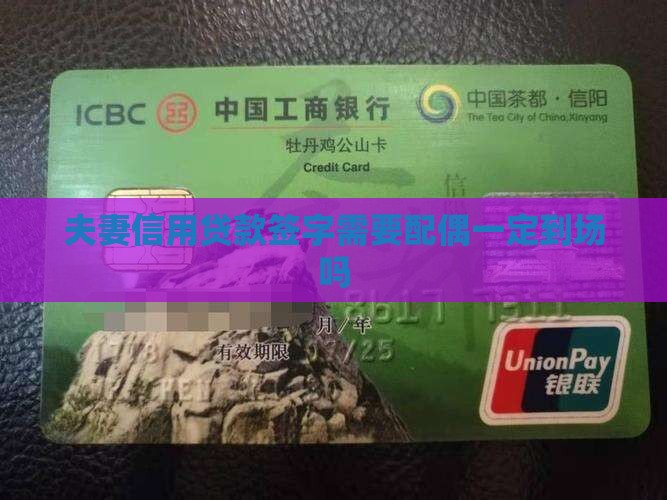 ICBC 中国工商银行
中国茶都·信阳
The Tea City of China,Xinyang
牡丹鸡公山卡
Credit Card
信
夫妻信用贷款签字需要配偶一定到场
吗
月/年
有效期限
UnionPay
银联